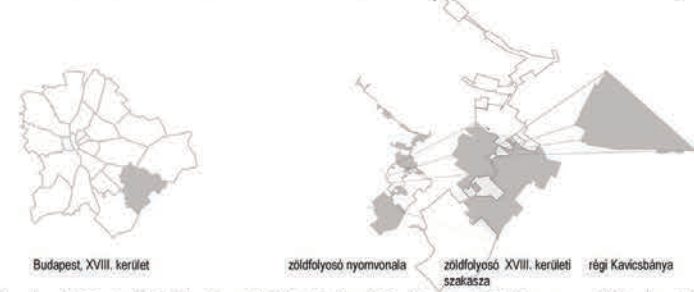 Budapest, XVIII. kerület
zöldfolyosó nyomvonala
zöldfolyosó XVIII. kerületi
szakasza
régi Kavicsbánya